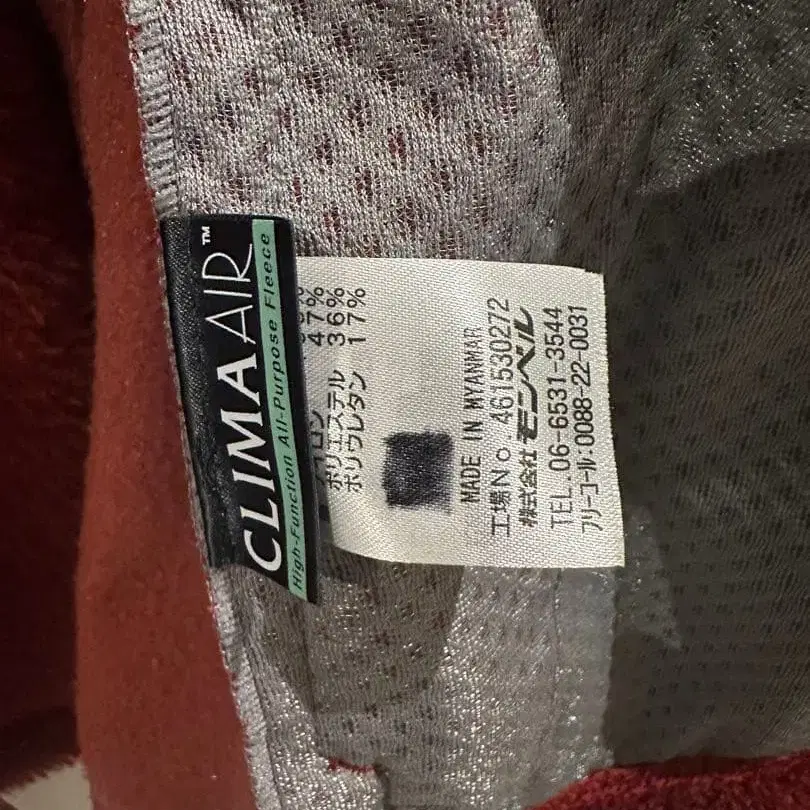 CLIMAAIR™
High-Function All-Purpose Fleece
47%
ポリエステル 36%
ポリウレタン 17%
MADE IN MYANMAR
工場No 461530272
株式会社 モンベル
TEL.06-6531-3544
フリーコール:0088-22-0031